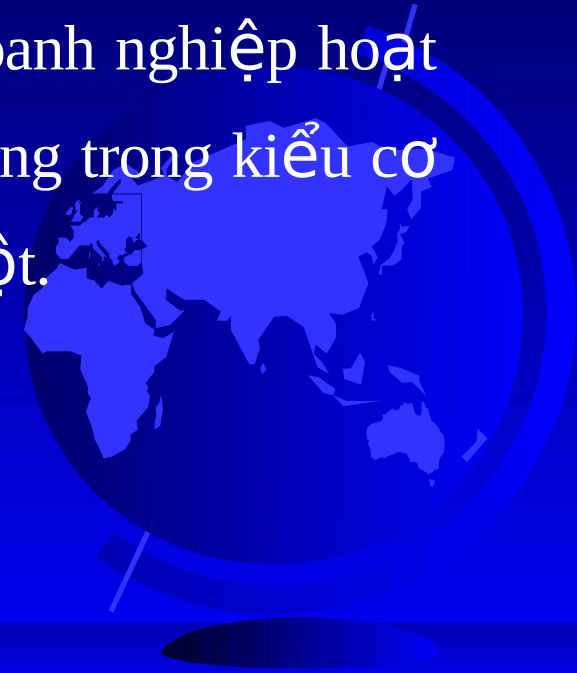 oanh nghiệp hoạt
ng trong kiểu cơ
ột.